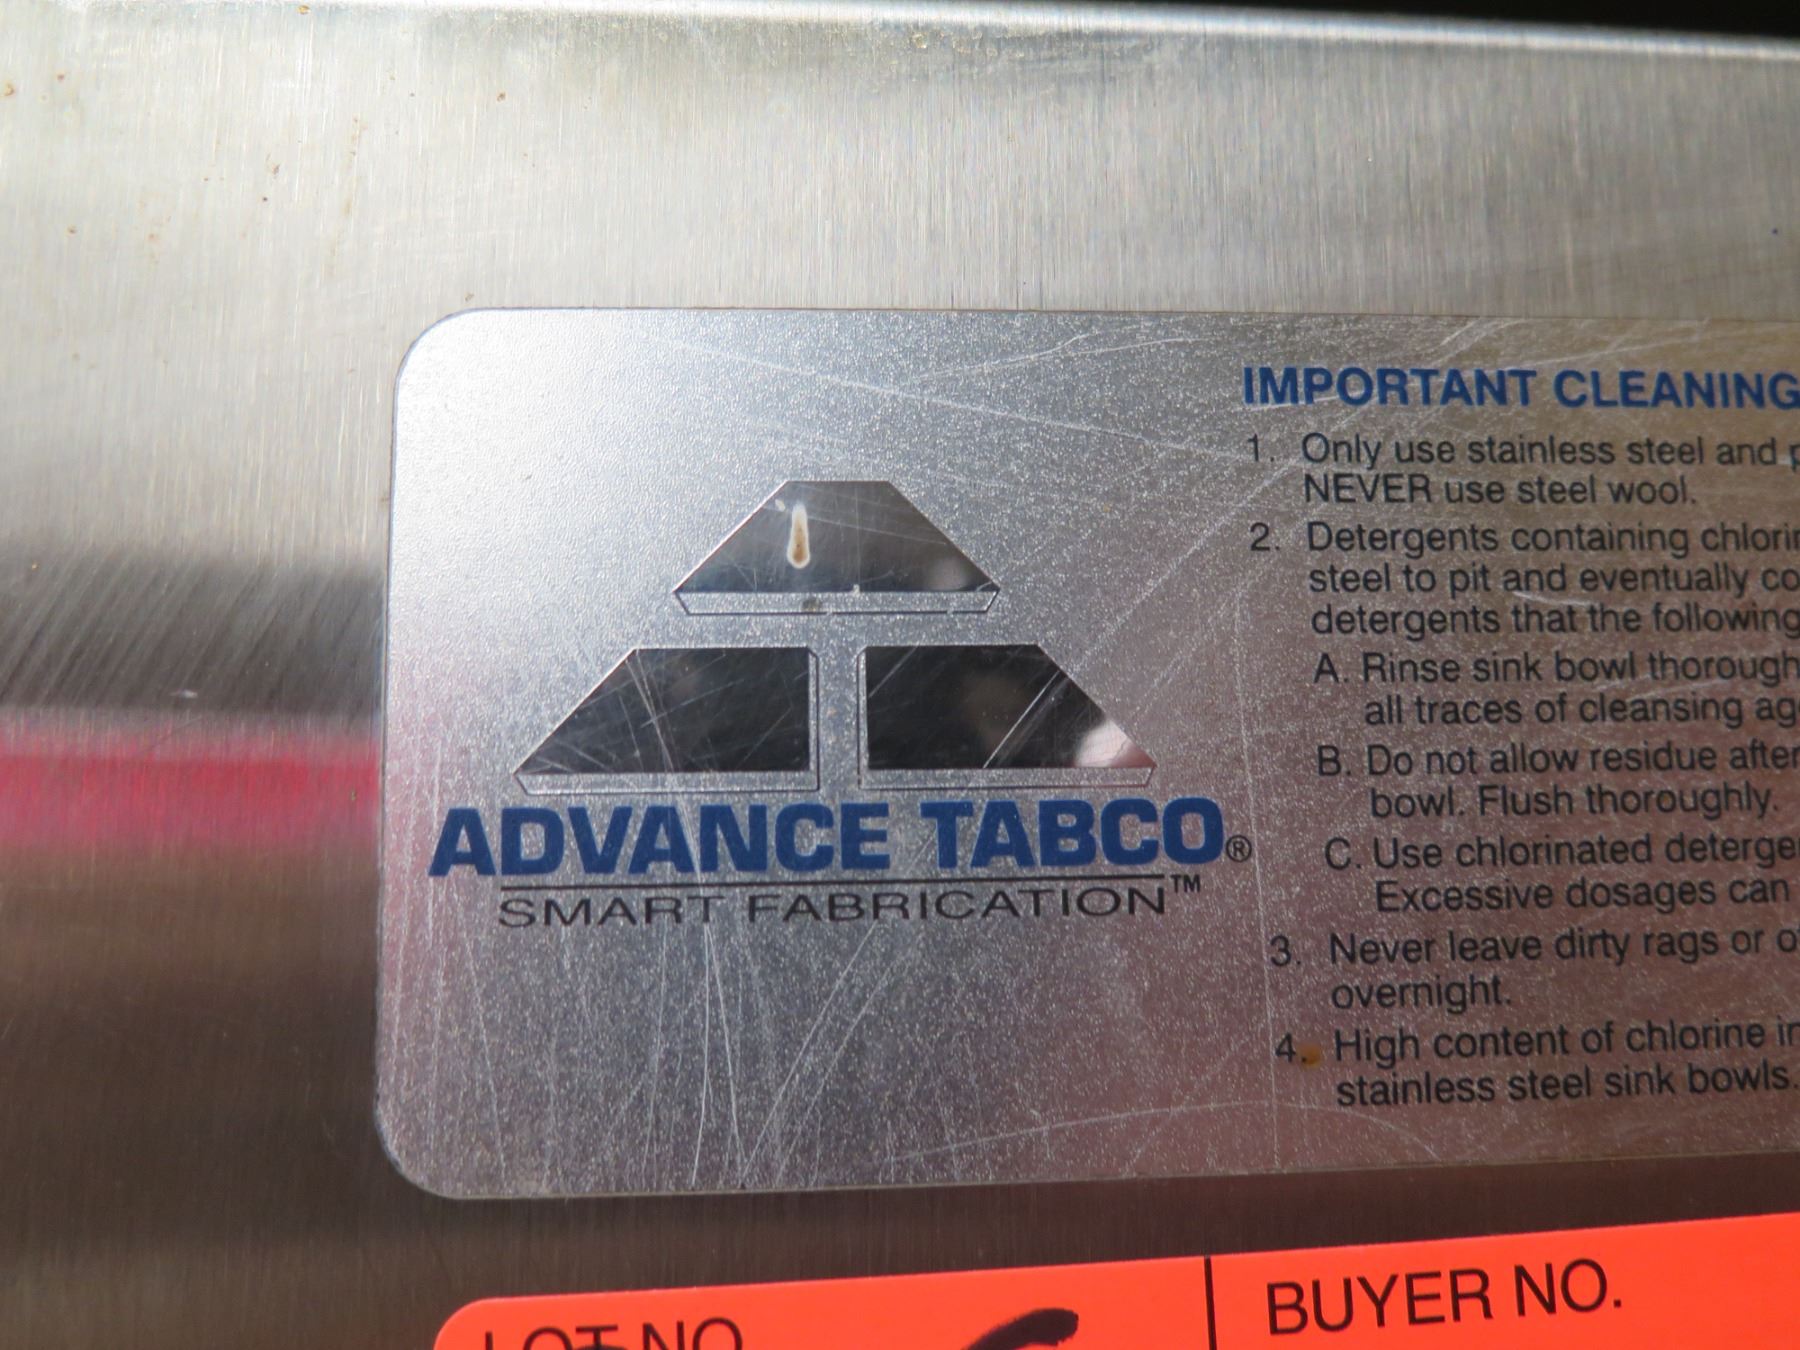 ADVANCE TABCO®
SMART FABRICATION™
IMPORTANT CLEANING
1. Only use stainless steel and
NEVER use steel wool.
2. Detergents containing
steel to pit and eventually
detergents that the following
A. Rinse sink bowl
all traces of cleansing
B. Do not allow residue after
bowl. Flush thoroughly.
C. Use chlorinated
Excessive dosages can
3. Never leave dirty rags or
overnight.
4. High content of chlorine
stainless steel sink bowls.
LOT NO.
BUYER NO.